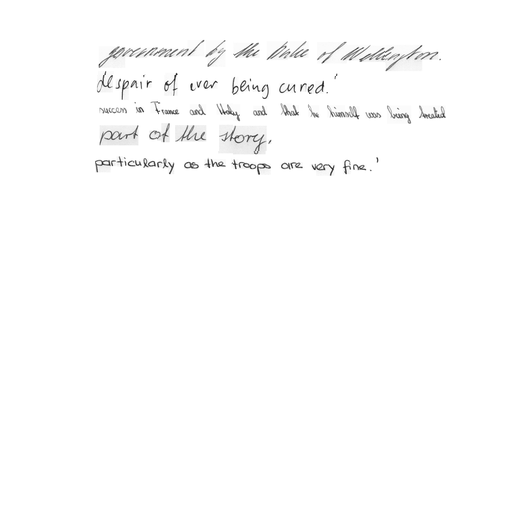 government by the Duke of Wellington.
despair of ever being cured.'
success in France and Italy and that he himself was being treated
part of the story,
particularly as the troops are very fine.'